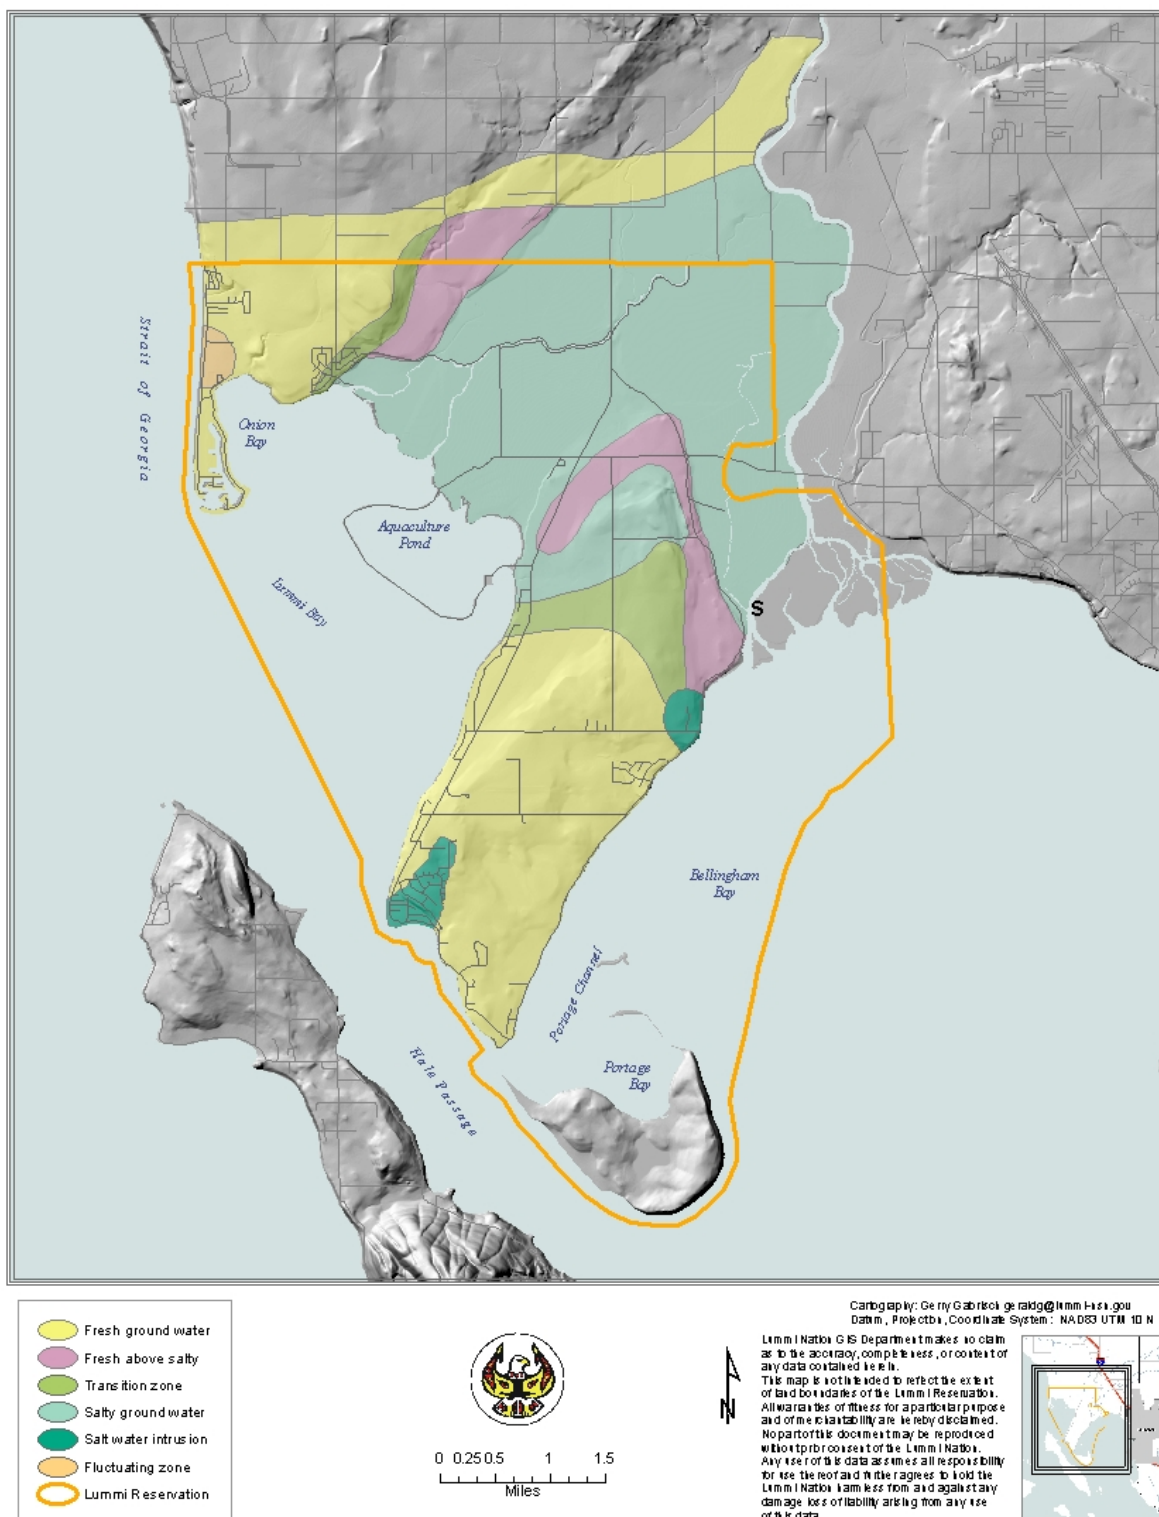 Strait of Georgia
Onion
Bay
Aquaculture
Pond
Lummi Bay
S
Bellingham
Bay
Portage Channel
Portage
Bay
Hale Passage
Fresh ground water
Fresh above salty
Transition zone
Salty ground water
Salt water intrusion
Fluctuating zone
Lummi Reservation
0 0.25 0.5 1 1.5
Miles
N
Cartography: Gerry Gabrisch geraldg@lummi-nsn.gou
Datum, Projection, Coordinate System: NAD83 UTM 10 N
Lummi Nation GIS Department makes no claim
as to the accuracy, completeness, or content of
any data contained herein.
This map is not intended to reflect the extent
of land boundaries of the Lummi Reservation.
All warranties of fitness for a particular purpose
and of merchantability are hereby disclaimed.
No part of this document may be reproduced
without prior consent of the Lummi Nation.
Any user of this data assumes all responsibility
for use thereof and further agrees to hold the
Lummi Nation harmless from and against any
damage loss of liability arising from any use
of this data.